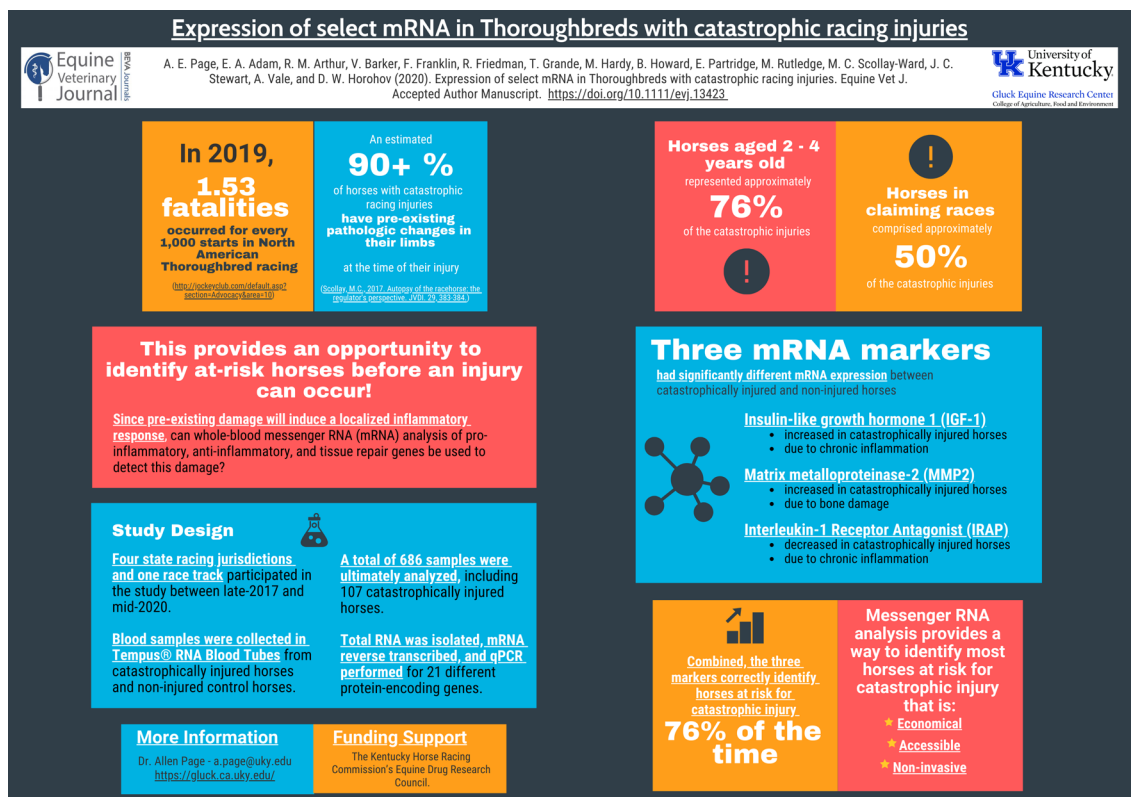 Expression of select mRNA in Thoroughbreds with catastrophic racing injuries
Equine
Veterinary
Journal
BEVA Journals
A. E. Page, E. A. Adam, R. M. Arthur, V. Barker, F. Franklin, R. Friedman, T. Grande, M. Hardy, B. Howard, E. Partridge, M. Rutledge, M. C. Scollay-Ward, J. C.
Stewart, A. Vale, and D. W. Horohov (2020). Expression of select mRNA in Thoroughbreds with catastrophic racing injuries. Equine Vet J.
Accepted Author Manuscript. https://doi.org/10.1111/evj.13423
UK
University of
Kentucky
Gluck Equine Research Center
College of Agriculture, Food and Environment
In 2019,
1.53
fatalities
occurred for every
1,000 starts in North
American
Thoroughbred racing
(http://jockeyclub.com/default.asp?
section=Advocacy&area=10)
An estimated
90+ %
of horses with catastrophic
racing injuries
have pre-existing
pathologic changes in
their limbs
at the time of their injury
(Scollay, M.C., 2017. Autopsy of the racehorse: the
regulator's perspective. JVDI. 29, 383-384.)
Horses aged 2 - 4
years old
represented approximately
76%
of the catastrophic injuries
!
!
Horses in
claiming races
comprised approximately
50%
of the catastrophic injuries
This provides an opportunity to
identify at-risk horses before an injury
can occur!
Since pre-existing damage will induce a localized inflammatory
response, can whole-blood messenger RNA (mRNA) analysis of pro-
inflammatory, anti-inflammatory, and tissue repair genes be used to
detect this damage?
Study Design
Four state racing jurisdictions
and one race track participated in
the study between late-2017 and
mid-2020.
Blood samples were collected in
Tempus® RNA Blood Tubes from
catastrophically injured horses
and non-injured control horses.
A total of 686 samples were
ultimately analyzed, including
107 catastrophically injured
horses.
Total RNA was isolated, mRNA
reverse transcribed, and qPCR
performed for 21 different
protein-encoding genes.
More Information
Dr. Allen Page - a.page@uky.edu
https://gluck.ca.uky.edu/
Funding Support
The Kentucky Horse Racing
Commission's Equine Drug Research
Council.
Three mRNA markers
had significantly different mRNA expression between
catastrophically injured and non-injured horses
Insulin-like growth hormone 1 (IGF-1)
• increased in catastrophically injured horses
• due to chronic inflammation
Matrix metalloproteinase-2 (MMP2)
• increased in catastrophically injured horses
• due to bone damage
Interleukin-1 Receptor Antagonist (IRAP)
• decreased in catastrophically injured horses
• due to chronic inflammation
Combined, the three
markers correctly identify
horses at risk for
catastrophic injury
76% of the
time
Messenger RNA
analysis provides a
way to identify most
horses at risk for
catastrophic injury
that is:
Economical
Accessible
Non-invasive